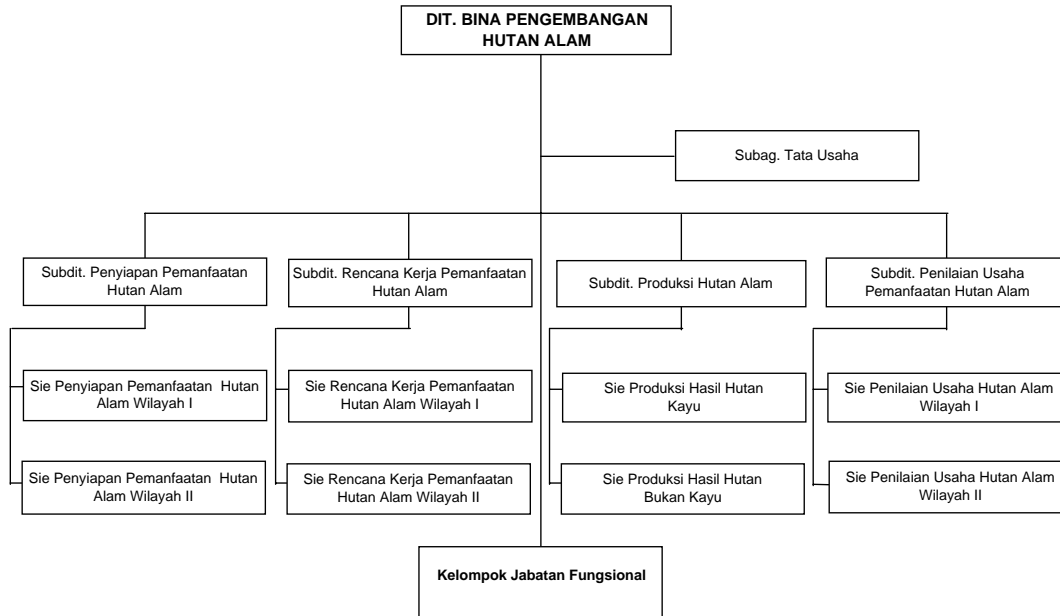 DIT. BINA PENGEMBANGAN
HUTAN ALAM
Subag. Tata Usaha
Subdit. Penyiapan Pemanfaatan
Hutan Alam
Subdit. Rencana Kerja Pemanfaatan
Hutan Alam
Subdit. Produksi Hutan Alam
Subdit. Penilaian Usaha
Pemanfaatan Hutan Alam
Sie Penyiapan Pemanfaatan Hutan
Alam Wilayah I
Sie Rencana Kerja Pemanfaatan
Hutan Alam Wilayah I
Sie Produksi Hasil Hutan
Kayu
Sie Penilaian Usaha Hutan Alam
Wilayah I
Sie Penyiapan Pemanfaatan Hutan
Alam Wilayah II
Sie Rencana Kerja Pemanfaatan
Hutan Alam Wilayah II
Sie Produksi Hasil Hutan
Bukan Kayu
Sie Penilaian Usaha Hutan Alam
Wilayah II
Kelompok Jabatan Fungsional